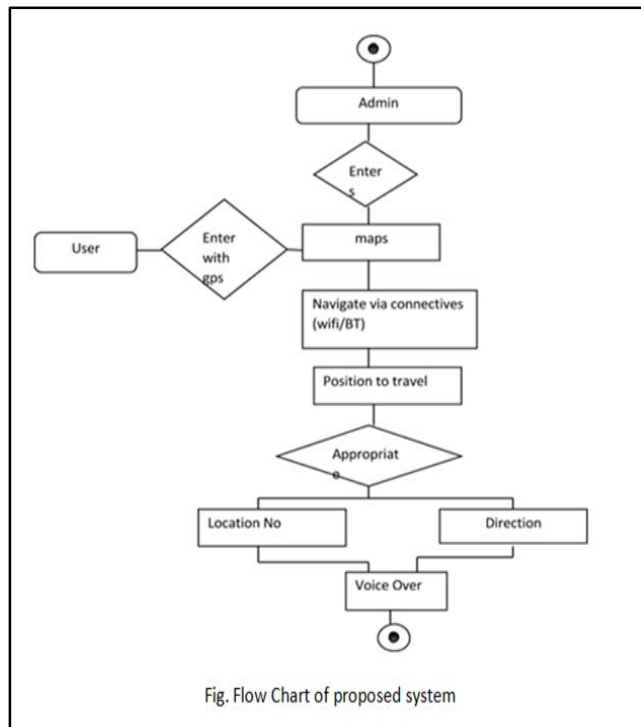 Admin
Enter
s
User
Enter
with
gps
maps
Navigate via connectives
(wifi/BT)
Position to travel
Appropriat
e
Location No
Direction
Voice Over
Fig. Flow Chart of proposed system